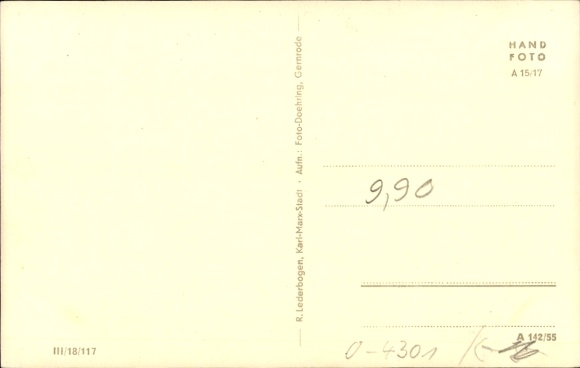 HAND
FOTO
A 15/17
R. Lederbogen, Karl-Marx-Stadt · Aufn.: Foto-Doehring, Gernrode
9,90
A 142/55
III/18/117
0-4301